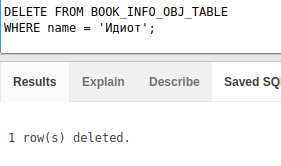 DELETE FROM BOOK_INFO_OBJ_TABLE
WHERE name = 'Идиот';
Results Explain Describe Saved SQ
1 row(s) deleted.